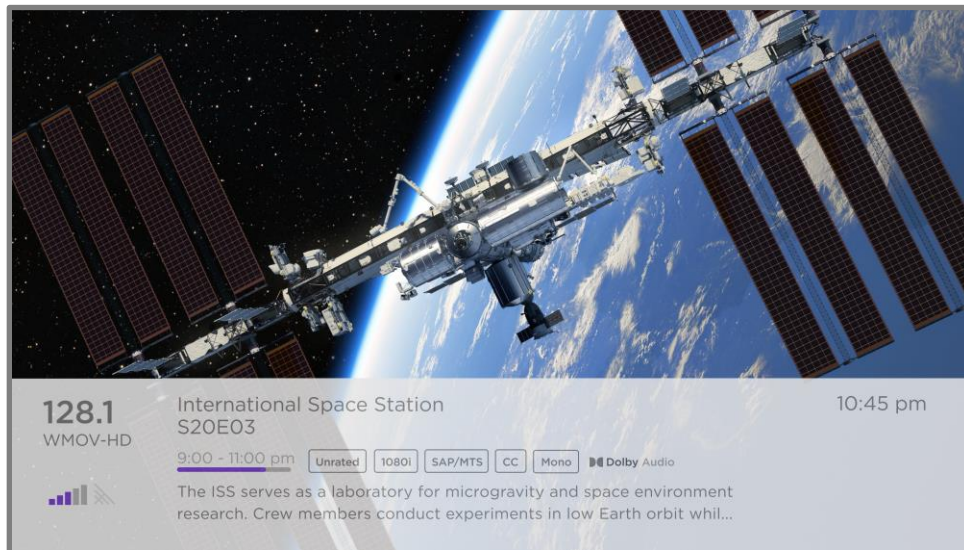 128.1
WMOV-HD
International Space Station
S20E03
10:45 pm
9:00 - 11:00 pm Unrated 1080i SAP/MTS CC Mono Dolby Audio
The ISS serves as a laboratory for microgravity and space environment
research. Crew members conduct experiments in low Earth orbit whil...